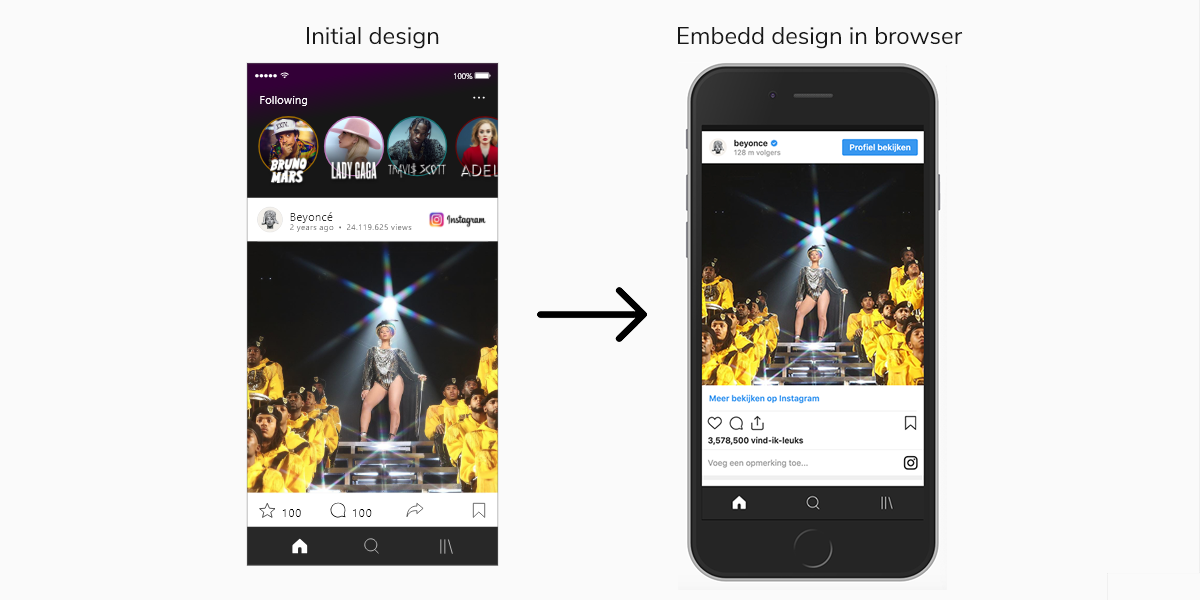 Initial design
Embedd design in browser
100%
Following
BRUNO
MARS
LADY GAGA
TRAVI$ SCOTT
ADEL
Beyoncé
2 years ago • 24.119.625 views
Instagram
100
100
beyonce
128 m volgers
Profiel bekijken
Meer bekijken op Instagram
3,578,500 vind-ik-leuks
Voeg een opmerking toe...